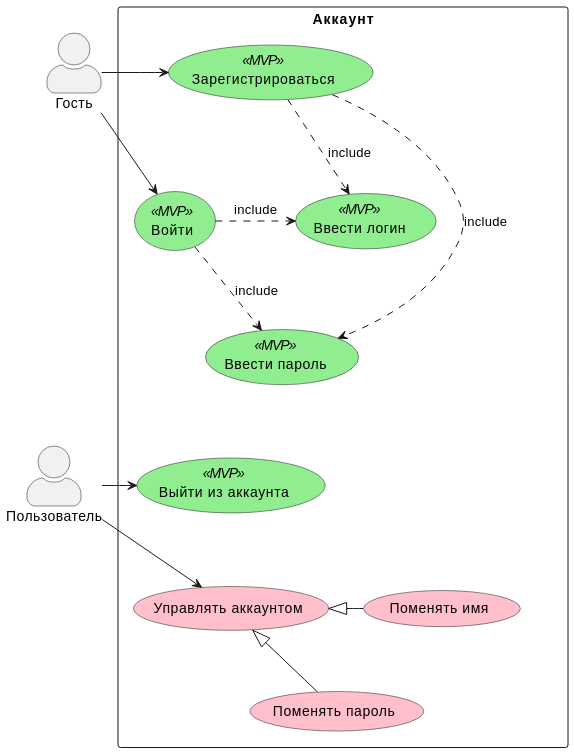 Аккаунт
«MVP»
Зарегистрироваться
Гость
include
«MVP»
Войти
include
«MVP»
Ввести логин
include
include
«MVP»
Ввести пароль
«MVP»
Выйти из аккаунта
Пользователь
Управлять аккаунтом
Поменять имя
Поменять пароль